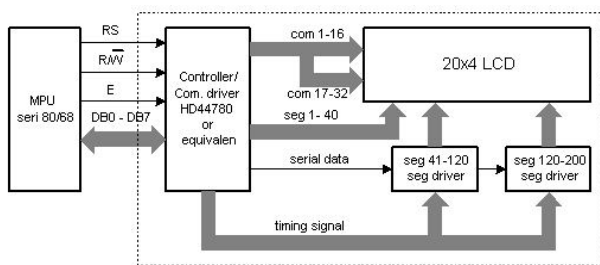 MPU
seri 80/68
RS
R/W̅
E
DB0 - DB7
Controller/
Com. driver
HD44780
or
equivalen
com 1-16
com 17-32
seg 1- 40
serial data
timing signal
20x4 LCD
seg 41-120
seg driver
seg 120-200
seg driver